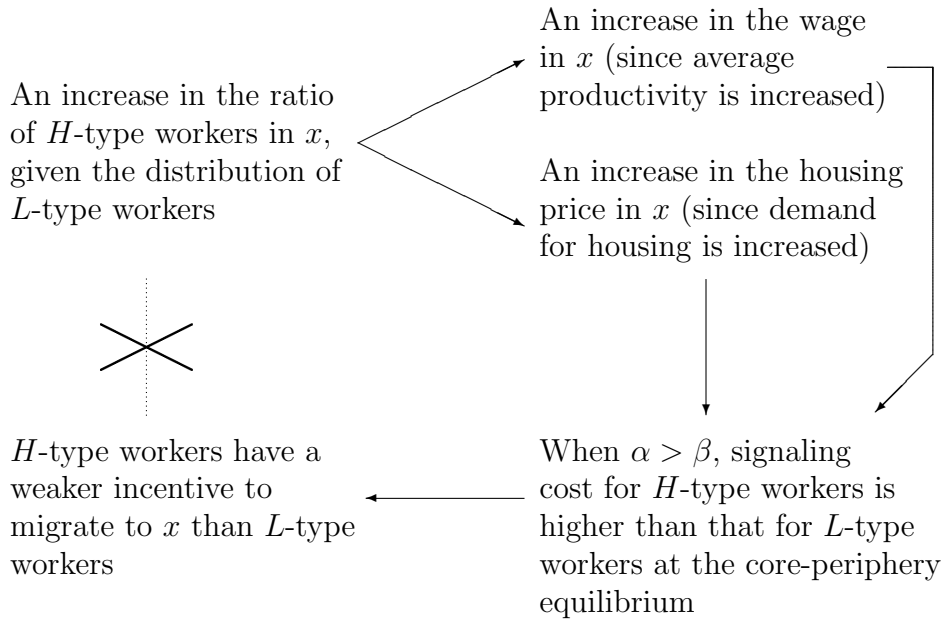 An increase in the ratio
of H-type workers in x,
given the distribution of
L-type workers
An increase in the wage
in x (since average
productivity is increased)
An increase in the housing
price in x (since demand
for housing is increased)
When α > β, signaling
cost for H-type workers is
higher than that for L-type
workers at the core-periphery
equilibrium
H-type workers have a
weaker incentive to
migrate to x than L-type
workers